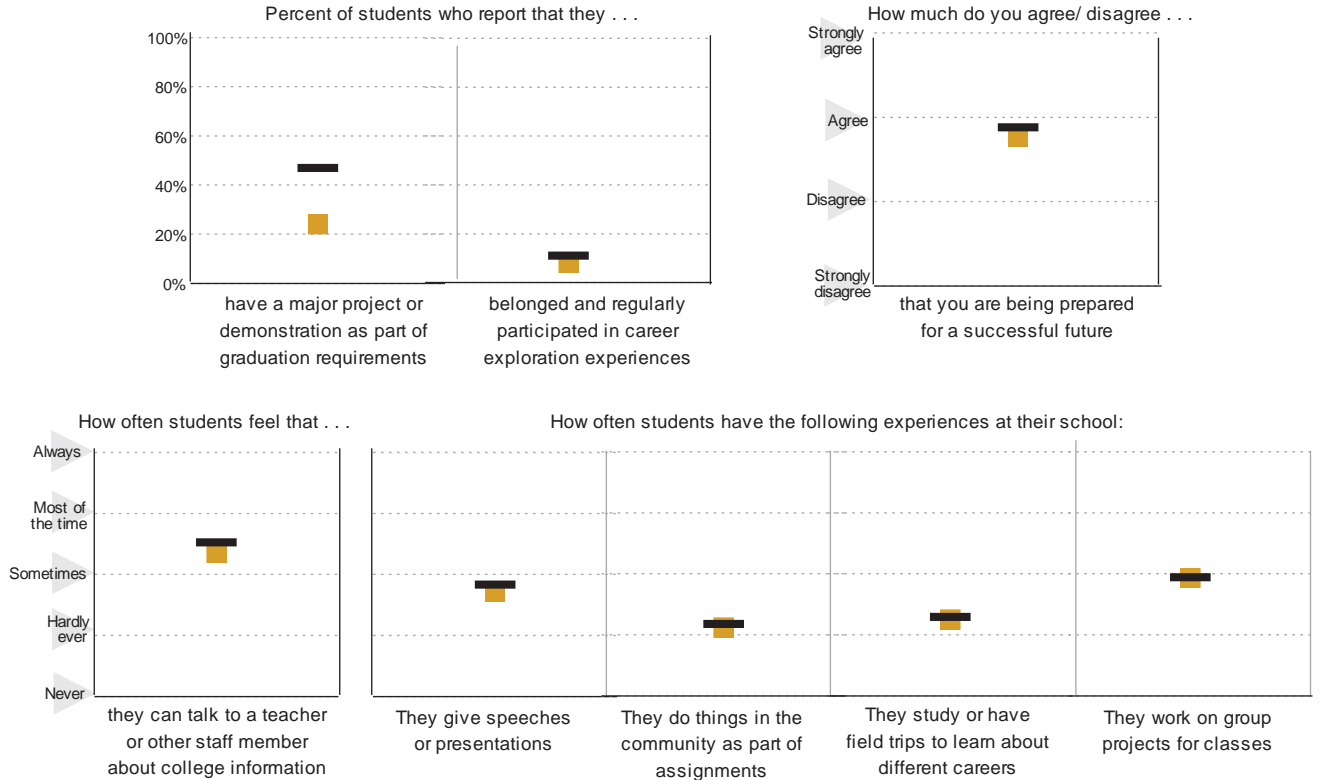 Percent of students who report that they . . .
100%
80%
60%
40%
20%
0%
have a major project or
demonstration as part of
graduation requirements
belonged and regularly
participated in career
exploration experiences
How much do you agree/ disagree . . .
Strongly
agree
Agree
Disagree
Strongly
disagree
that you are being prepared
for a successful future
How often students feel that . . .
Always
Most of
the time
Sometimes
Hardly
ever
Never
they can talk to a teacher
or other staff member
about college information
How often students have the following experiences at their school:
They give speeches
or presentations
They do things in the
community as part of
assignments
They study or have
field trips to learn about
different careers
They work on group
projects for classes